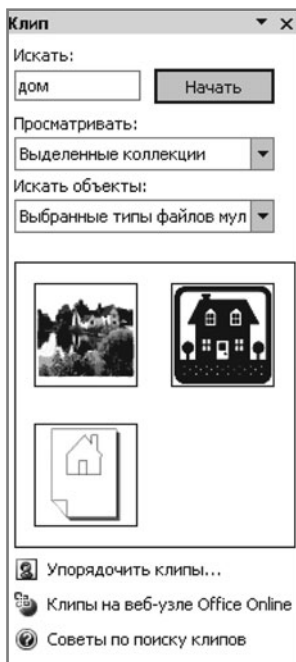 Клип
Искать:
дом
Начать
Просматривать:
Выделенные коллекции
Искать объекты:
Выбранные типы файлов мул
Упорядочить клипы...
Клипы на веб-узле Office Online
Советы по поиску клипов